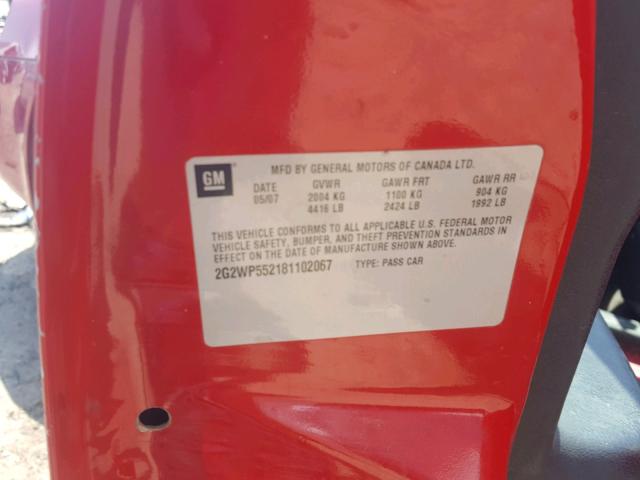 GM
MFD BY GENERAL MOTORS OF CANADA LTD.
DATE GVWR GAWR FRT GAWR RR
05/07 2004 KG 1100 KG 904 KG
4416 LB 2424 LB 1992 LB
THIS VEHICLE CONFORMS TO ALL APPLICABLE U.S. FEDERAL MOTOR
VEHICLE SAFETY, BUMPER, AND THEFT PREVENTION STANDARDS IN
EFFECT ON THE DATE OF MANUFACTURE SHOWN ABOVE.
2G2WP552181102067 TYPE: PASS CAR